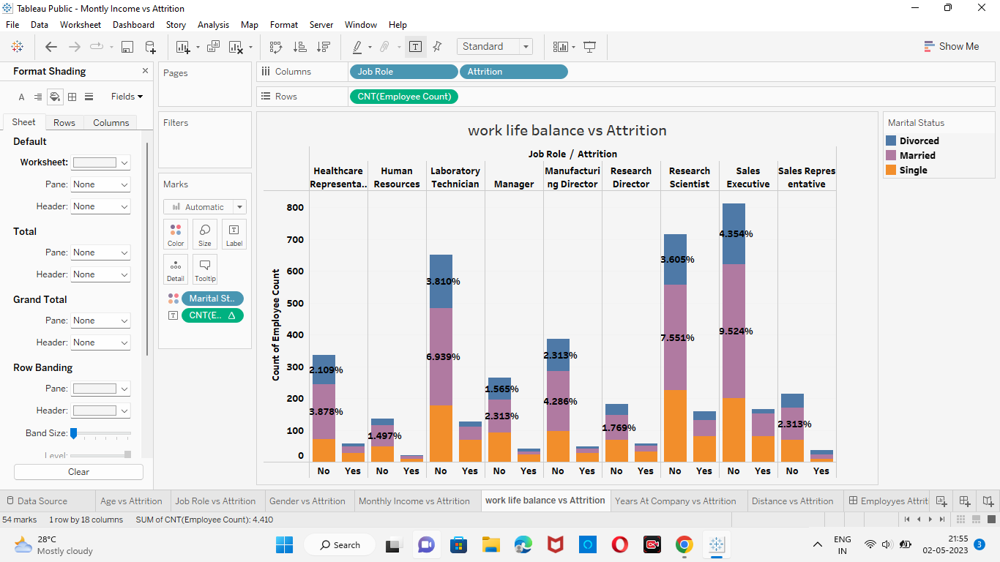 Tableau Public - Montly Income vs Attrition
File Data Worksheet Dashboard Story Analysis Map Format Server Window Help
Standard
Show Me
Format Shading
Fields
Sheet Rows Columns
Default
Worksheet:
Pane: None
Header: None
Total
Pane: None
Header: None
Grand Total
Pane: None
Header: None
Row Banding
Pane:
Header:
Band Size:
Level:
Clear
Pages
Filters
Marks
Automatic
Color Size Label
Detail Tooltip
Marital St..
CNT(E..
Columns Job Role Attrition
Rows CNT(Employee Count)
work life balance vs Attrition
Job Role / Attrition
Healthcare Human Laboratory Manufacturi Research Research Sales Sales Repres
Representa.. Resources Technician Manager ng Director Director Scientist Executive entative
Count of Employee Count
800
700
600
500
400
300
200
100
0
2.109%
3.878%
1.497%
3.810%
6.939%
1.565%
2.313%
2.313%
4.286%
1.769%
3.605%
7.551%
4.354%
9.524%
2.313%
No Yes No Yes No Yes No Yes No Yes No Yes No Yes No Yes No Yes
Marital Status
Divorced
Married
Single
Data Source Age vs Attrition Job Role vs Attrition Gender vs Attrition Monthly Income vs Attrition work life balance vs Attrition Years At Company vs Attrition Distance vs Attrition Employyes Attrit
54 marks 1 row by 18 columns SUM of CNT(Employee Count): 4,410
28°C
Mostly cloudy
Search
ENG
IN
21:55
02-05-2023
3